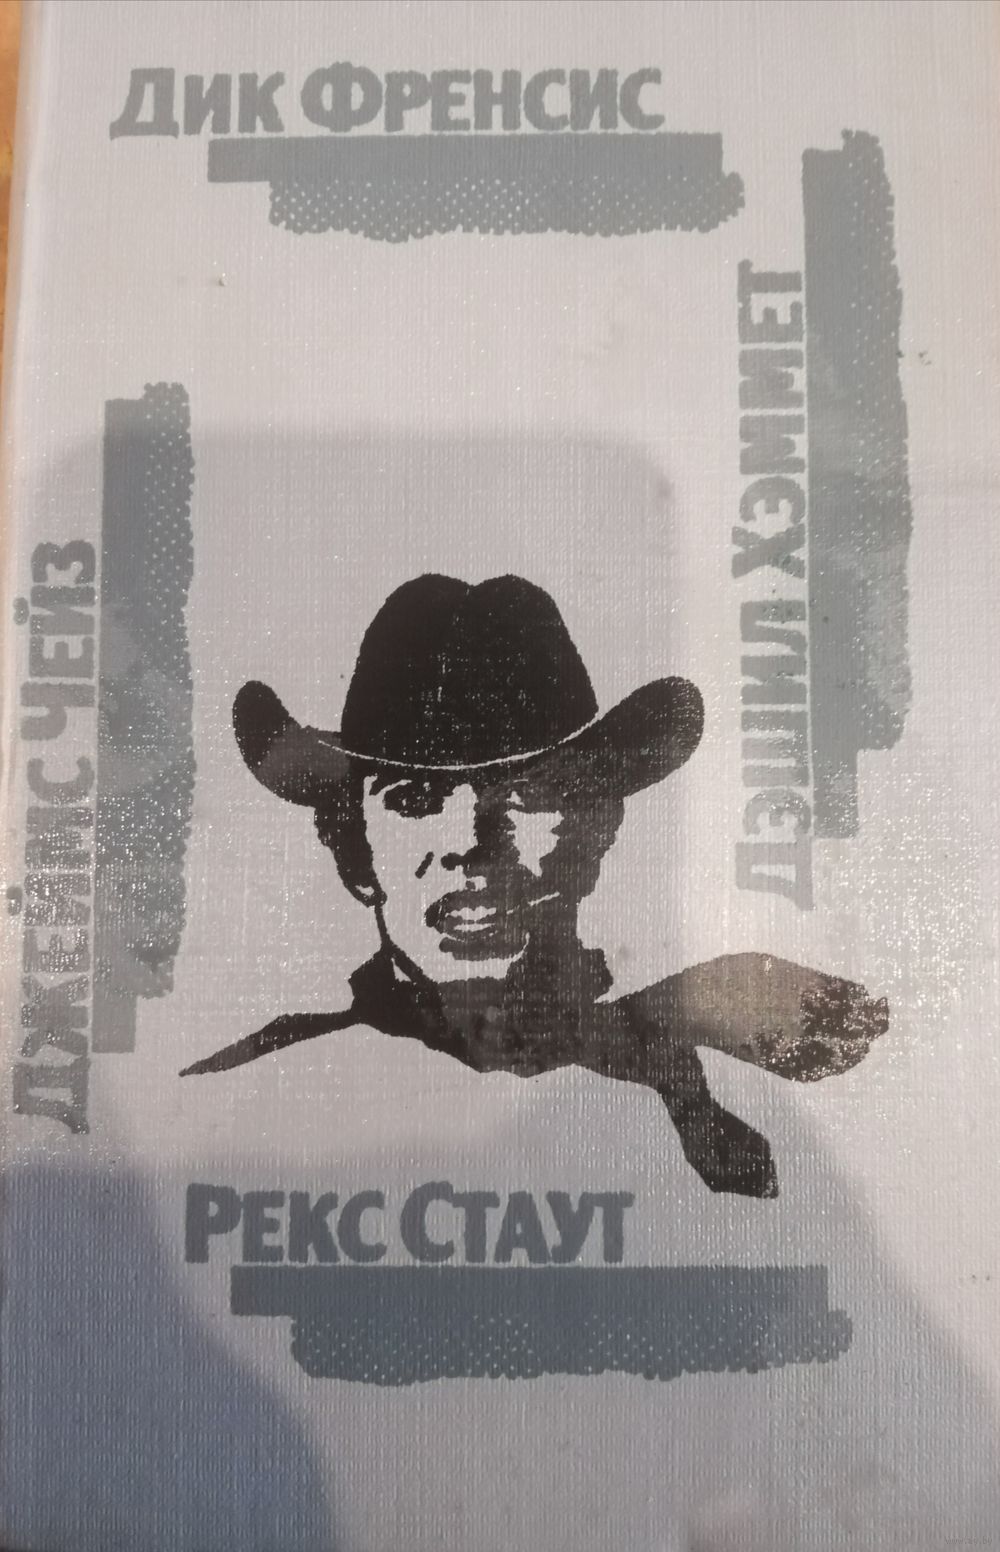 Дик Френсис
Дэшил Хэммет
Джеймс Чейз
Рекс Стаут